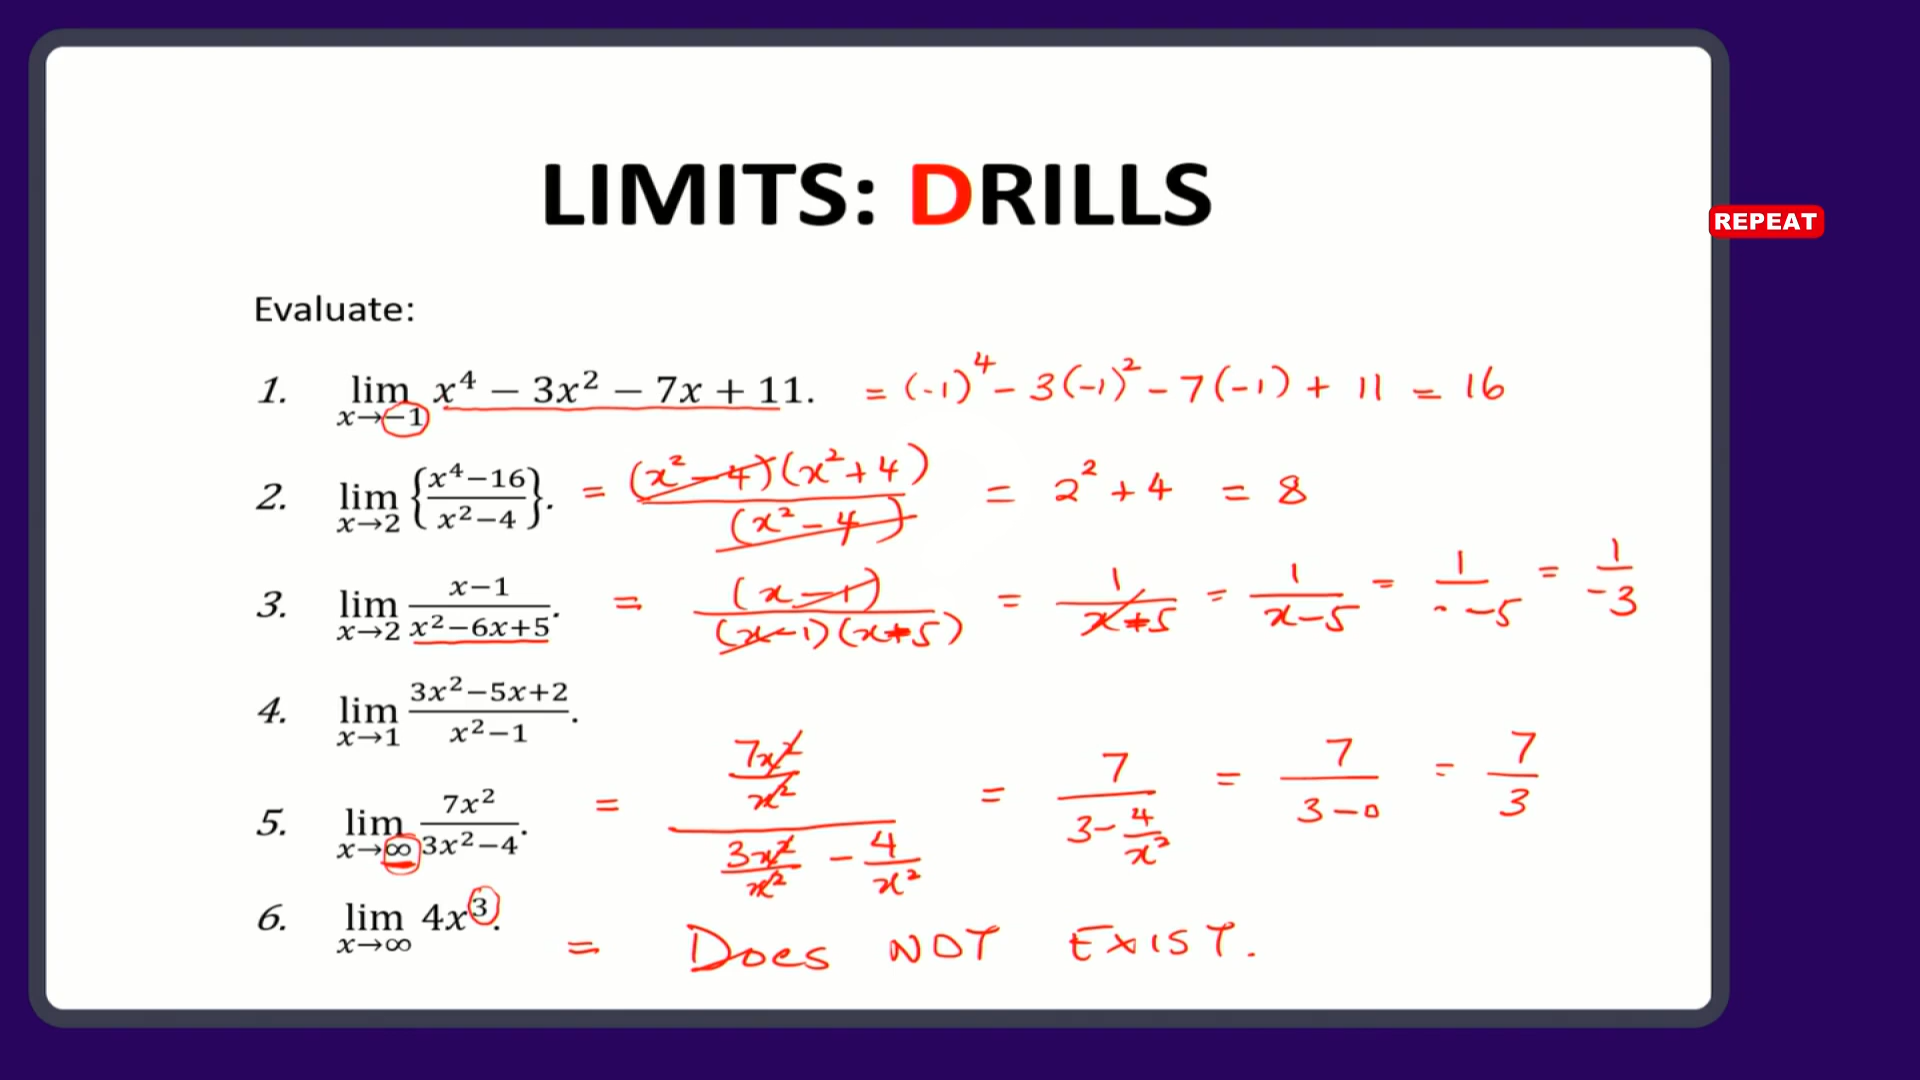 LIMITS: DRILLS
REPEAT
Evaluate:
1. lim x→−1 x⁴ − 3x² − 7x + 11. = (-1)⁴ - 3(-1)² - 7(-1) + 11 = 16
2. lim x→2 {x⁴−16 / x²−4}. = (x² - 4)(x² + 4) / (x² - 4) = 2² + 4 = 8
3. lim x→2 x−1 / x²−6x+5. = (x - 1) / (x - 1)(x - 5) = 1 / x + 5 = 1 / x - 5 = 1 / - 5 = 1 / -3
4. lim x→1 3x²−5x+2 / x²−1.
5. lim x→∞ 7x² / 3x²−4. = 7x²/x² / 3x²/x² - 4/x² = 7 / 3 - 4/x² = 7 / 3 - 0 = 7 / 3
6. lim x→∞ 4x³. = Does NOT EXIST.